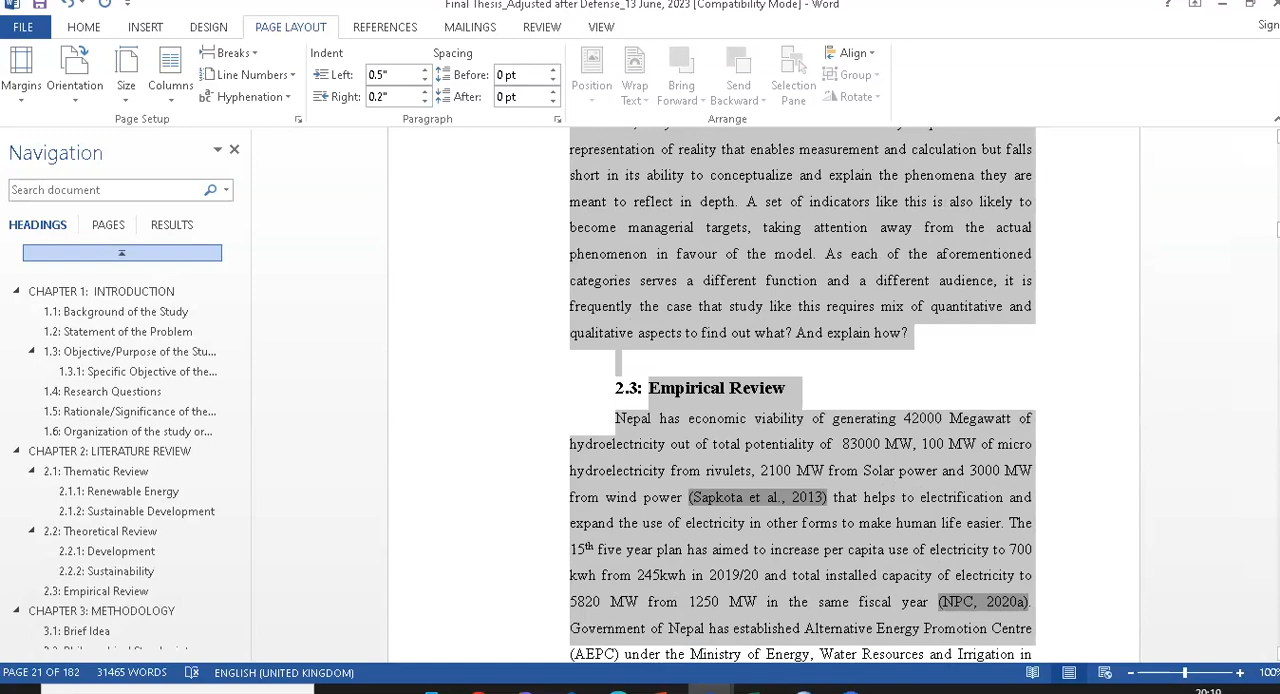 Final Thesis_Adjusted after Defense_13 June, 2023 [Compatibility Mode] - Word
FILE HOME INSERT DESIGN PAGE LAYOUT REFERENCES MAILINGS REVIEW VIEW Sign
Margins Orientation Size Columns
Breaks
Line Numbers
Hyphenation
Page Setup
Indent Spacing
Left: 0.5" Before: 0 pt
Right: 0.2" After: 0 pt
Paragraph
Position Wrap Text Bring Forward Send Backward Selection Pane
Align
Group
Rotate
Arrange
Navigation
Search document
HEADINGS PAGES RESULTS
CHAPTER 1: INTRODUCTION
1.1: Background of the Study
1.2: Statement of the Problem
1.3: Objective/Purpose of the Stu...
1.3.1: Specific Objective of the...
1.4: Research Questions
1.5: Rationale/Significance of the...
1.6: Organization of the study or...
CHAPTER 2: LITERATURE REVIEW
2.1: Thematic Review
2.1.1: Renewable Energy
2.1.2: Sustainable Development
2.2: Theoretical Review
2.2.1: Development
2.2.2: Sustainability
2.3: Empirical Review
CHAPTER 3: METHODOLOGY
3.1: Brief Idea
representation of reality that enables measurement and calculation but falls
short in its ability to conceptualize and explain the phenomena they are
meant to reflect in depth. A set of indicators like this is also likely to
become managerial targets, taking attention away from the actual
phenomenon in favour of the model. As each of the aforementioned
categories serves a different function and a different audience, it is
frequently the case that study like this requires mix of quantitative and
qualitative aspects to find out what? And explain how?
2.3: Empirical Review
Nepal has economic viability of generating 42000 Megawatt of
hydroelectricity out of total potentiality of 83000 MW, 100 MW of micro
hydroelectricity from rivulets, 2100 MW from Solar power and 3000 MW
from wind power (Sapkota et al., 2013) that helps to electrification and
expand the use of electricity in other forms to make human life easier. The
15th five year plan has aimed to increase per capita use of electricity to 700
kwh from 245kwh in 2019/20 and total installed capacity of electricity to
5820 MW from 1250 MW in the same fiscal year (NPC, 2020a).
Government of Nepal has established Alternative Energy Promotion Centre
(AEPC) under the Ministry of Energy, Water Resources and Irrigation in
PAGE 21 OF 182 31465 WORDS ENGLISH (UNITED KINGDOM) 100%